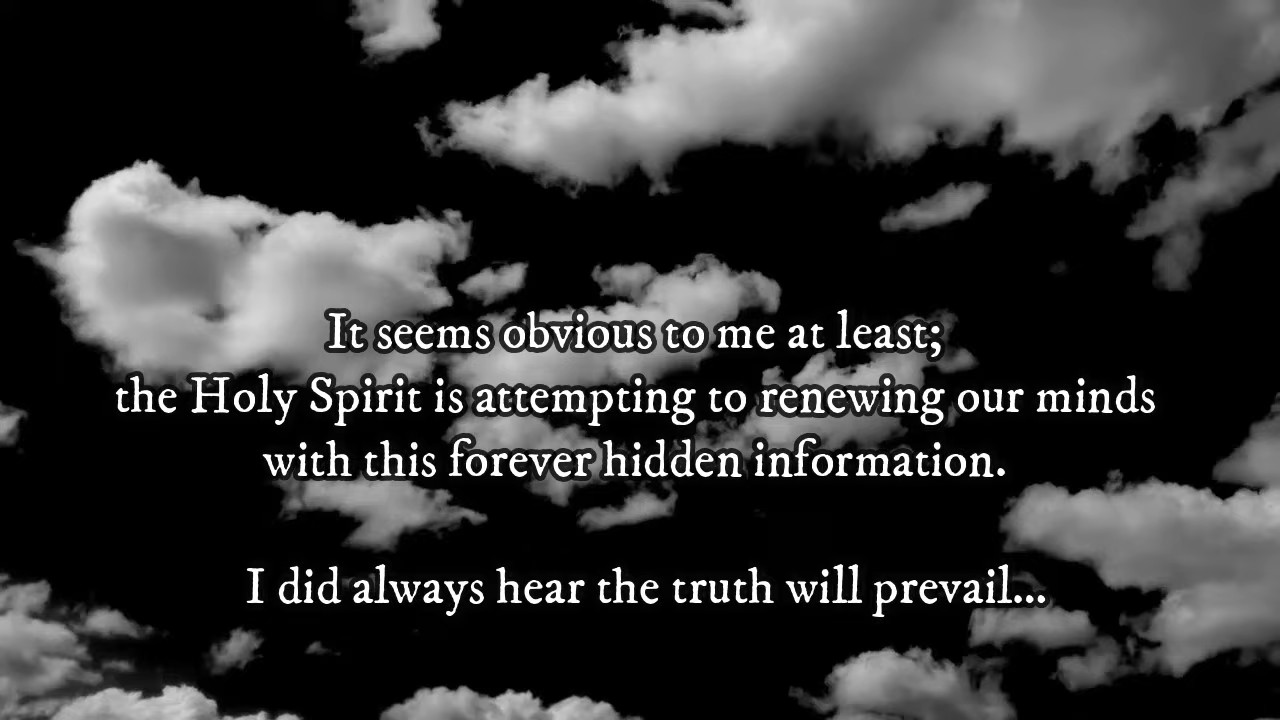 It seems obvious to me at least;
the Holy Spirit is attempting to renewing our minds
with this forever hidden information.
I did always hear the truth will prevail...